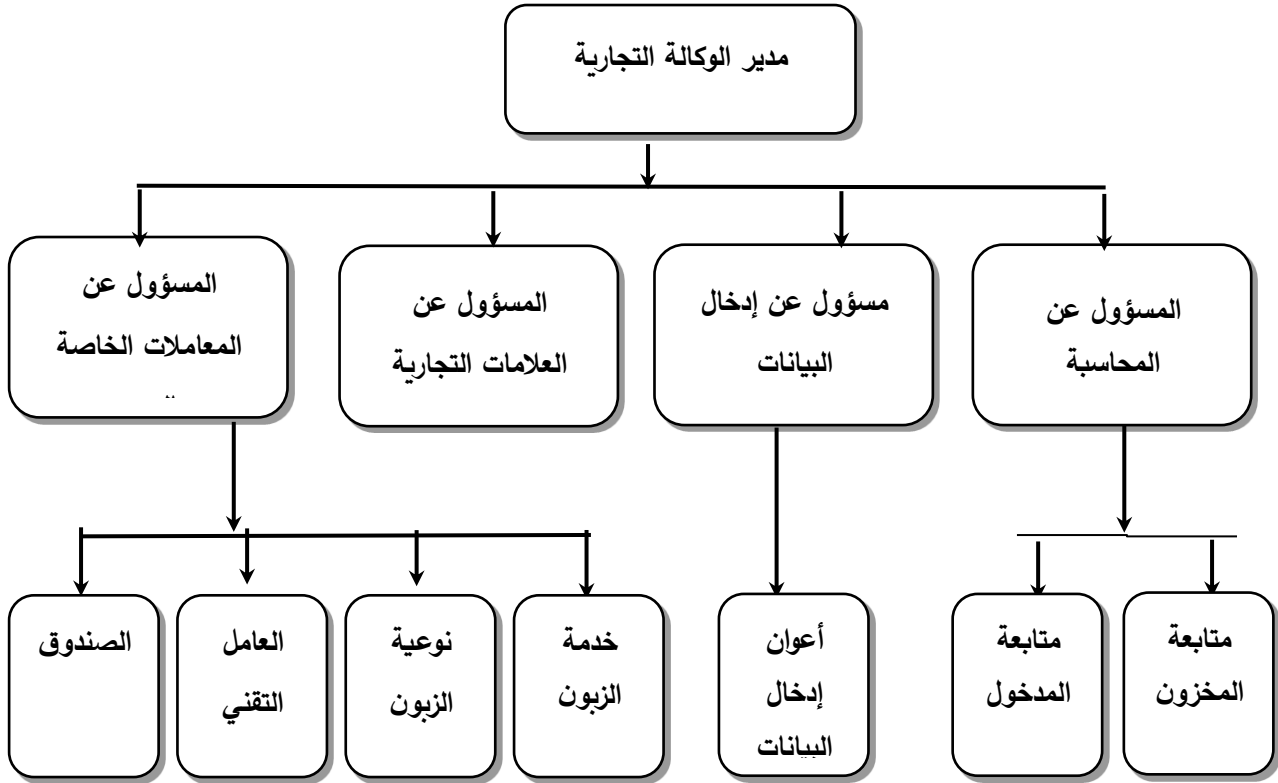 مدير الوكالة التجارية
المسؤول عن
المحاسبة
مسؤول عن إدخال
البيانات
المسؤول عن
العلامات التجارية
المسؤول عن
المعاملات الخاصة
متابعة
المخزون
متابعة
المدخول
أعوان
إدخال
البيانات
خدمة
الزبون
نوعية
الزبون
العامل
التقني
الصندوق